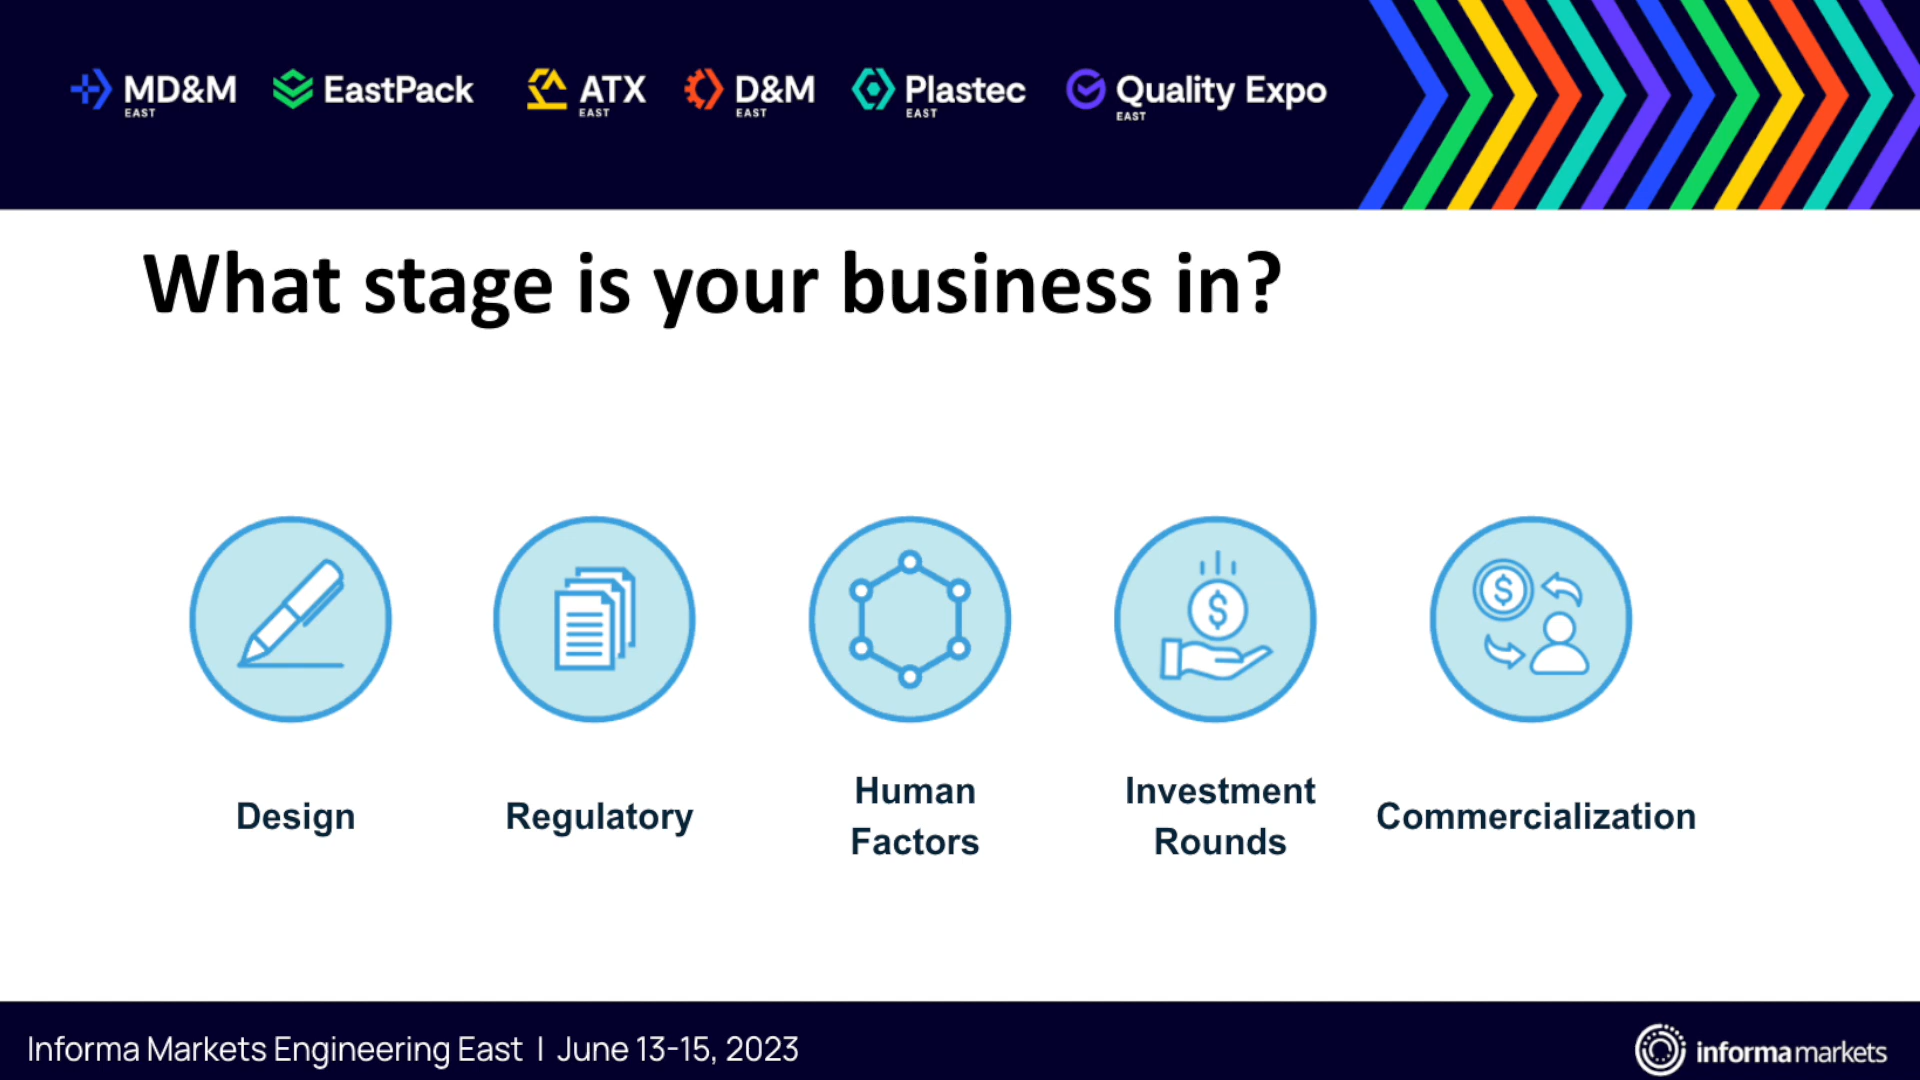 MD&M EAST
EastPack
ATX EAST
D&M EAST
Plastec EAST
Quality Expo EAST
What stage is your business in?
$
$
Design
Regulatory
Human
Factors
Investment
Rounds
Commercialization
Informa Markets Engineering East | June 13-15, 2023
informa markets